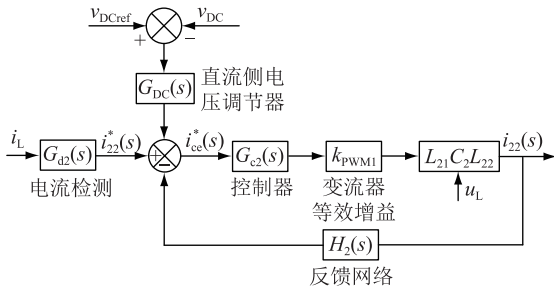 v_DCref
v_DC
+
−
G_DC(s)
直流侧电
压调节器
i_L
G_d2(s)
i*_22(s)
+
−
−
i*_ce(s)
G_c2(s)
k_PWM1
L_21C_2L_22
i_22(s)
电流检测
控制器
变流器
等效增益
u_L
H_2(s)
反馈网络